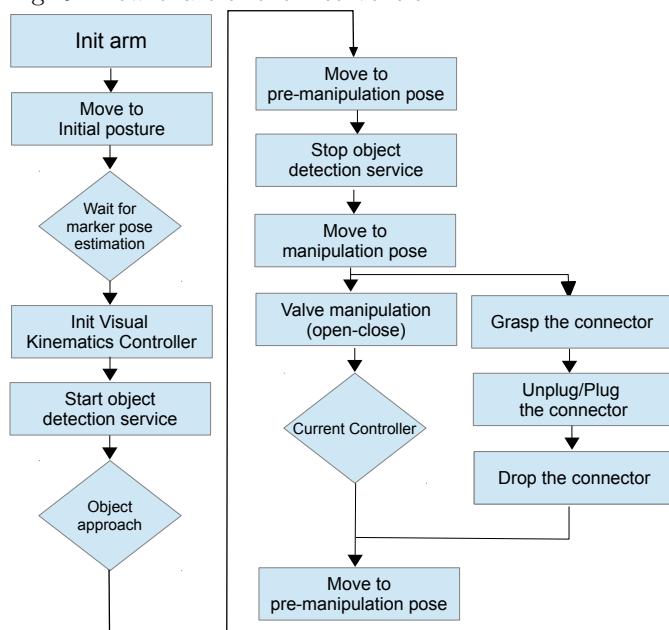 Init arm
Move to
Initial posture
Wait for
marker pose
estimation
Init Visual
Kinematics Controller
Start object
detection service
Object
approach
Move to
pre-manipulation pose
Stop object
detection service
Move to
manipulation pose
Valve manipulation
(open-close)
Current Controller
Grasp the connector
Unplug/Plug
the connector
Drop the connector
Move to
pre-manipulation pose